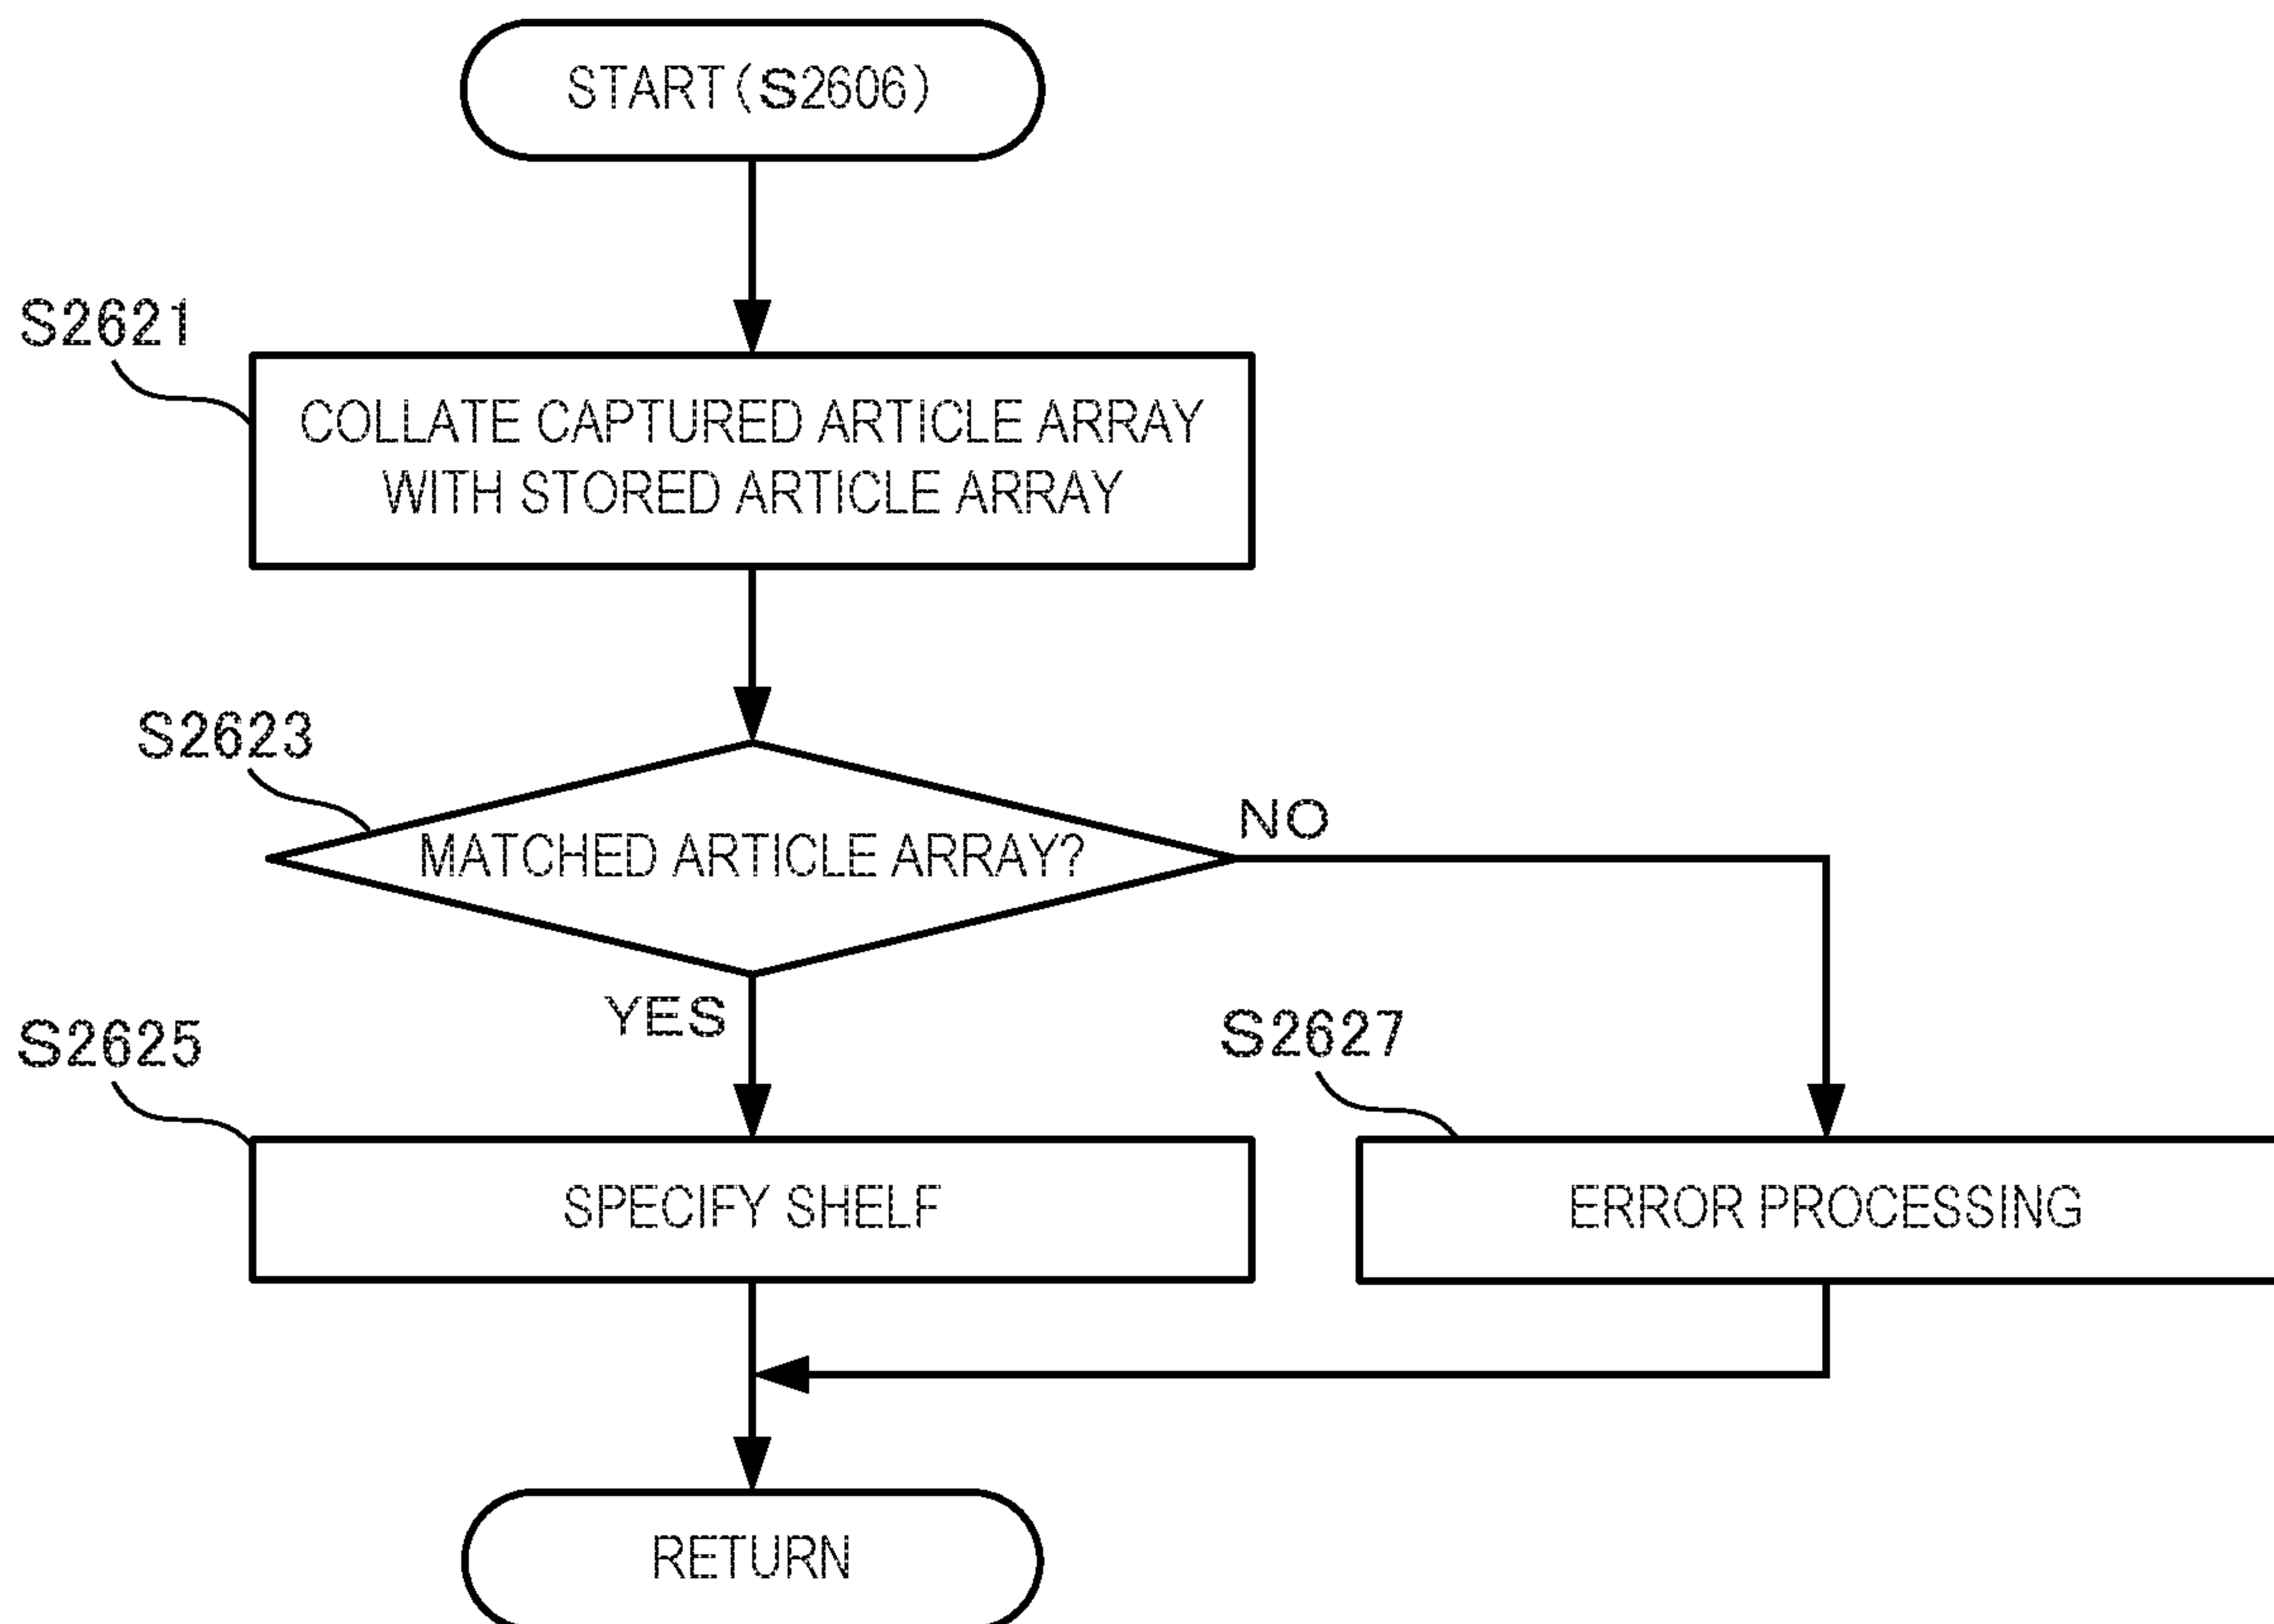 START(S2606)
S2621
COLLATE CAPTURED ARTICLE ARRAY
WITH STORED ARTICLE ARRAY
S2623
MATCHED ARTICLE ARRAY?
NO
YES
S2625
SPECIFY SHELF
S2627
ERROR PROCESSING
RETURN